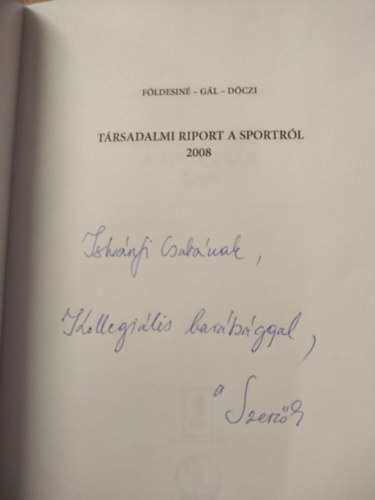 FÖLDESINÉ – GÁL – DÓCZI
TÁRSADALMI RIPORT A SPORTRÓL
2008
Istvánfi Csabának,
Kollegiális barátsággal,
a Szerzők